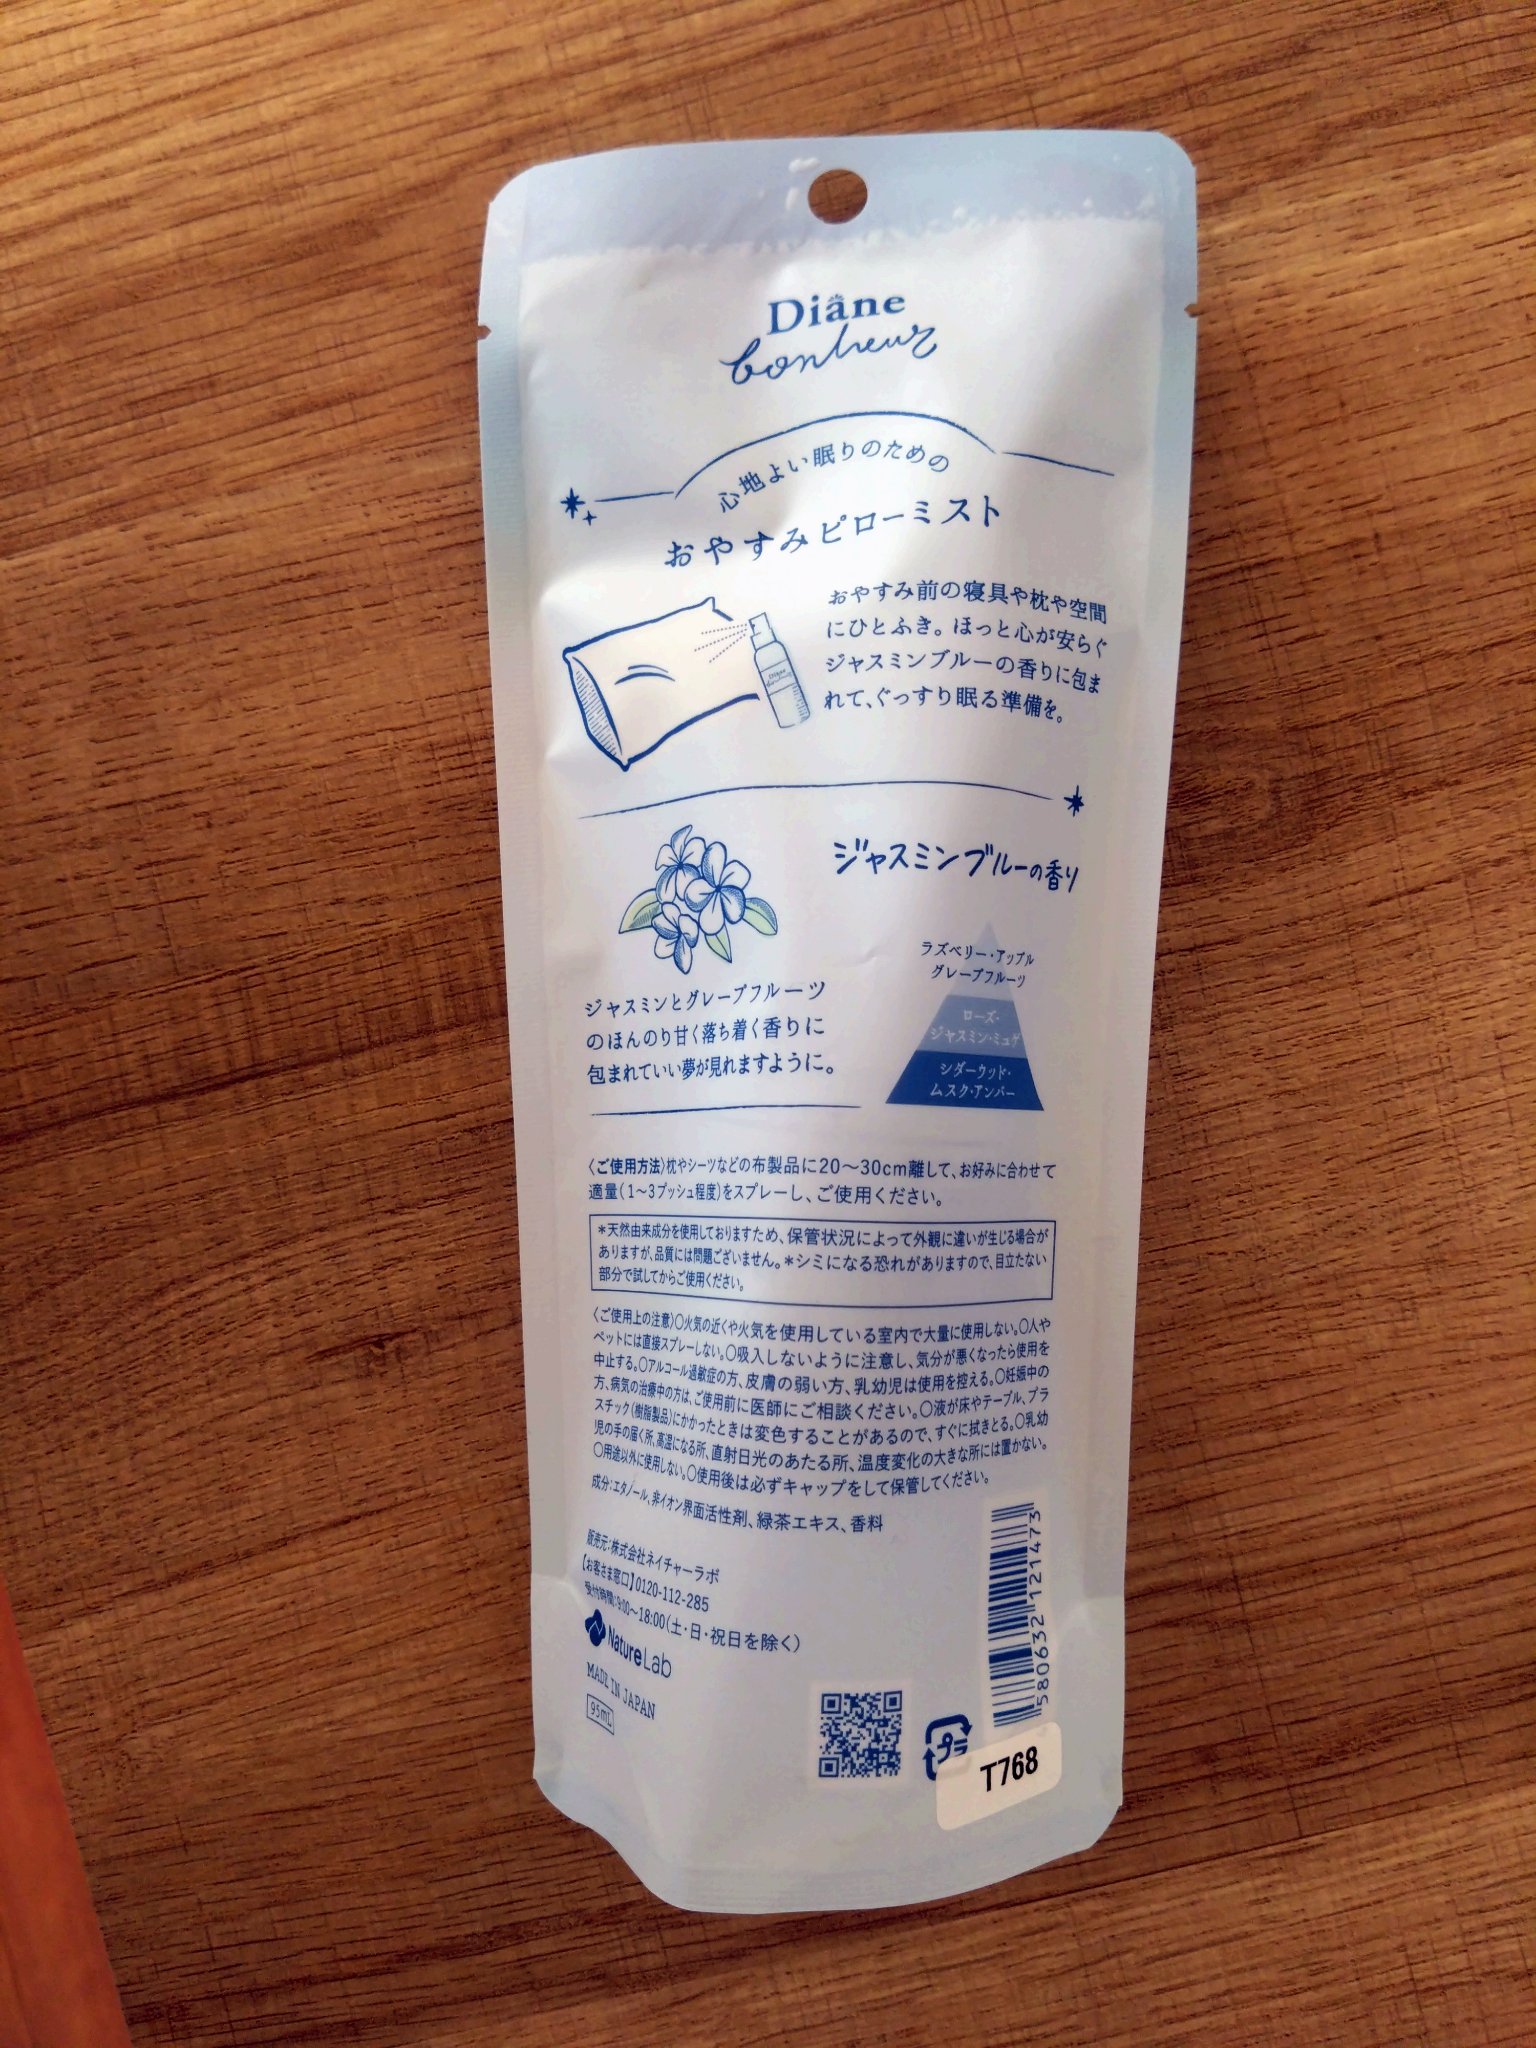 Diane
bonheur
心地よい眠りのための
おやすみピローミスト
おやすみ前の寝具や枕や空間
にひとふき。ほっと心が安らぐ
ジャスミンブルーの香りに包ま
れて、ぐっすり眠る準備を。
Diane
bonheur
ジャスミンブルーの香り
ラズベリー・アップル
グレープフルーツ
ローズ・
ジャスミン・ミュゲ
シダーウッド・
ムスク・アンバー
ジャスミンとグレープフルーツ
のほんのり甘く落ち着く香りに
包まれていい夢が見れますように。
〈ご使用方法〉枕やシーツなどの布製品に20〜30cm離して、お好みに合わせて
適量(1〜3プッシュ程度)をスプレーし、ご使用ください。
*天然由来成分を使用しておりますため、保管状況によって外観に違いが生じる場合が
ありますが、品質には問題ございません。*シミになる恐れがありますので、目立たない
部分で試してからご使用ください。
〈ご使用上の注意〉○火気の近くや火気を使用している室内で大量に使用しない。○人や
ペットには直接スプレーしない。○吸入しないように注意し、気分が悪くなったら使用を
中止する。○アルコール過敏症の方、皮膚の弱い方、乳幼児は使用を控える。○妊娠中の
方、病気の治療中の方は、ご使用前に医師にご相談ください。○液が床やテーブル、プラ
スチック(樹脂製品)にかかったときは変色することがあるので、すぐに拭きとる。○乳幼
児の手の届く所、高温になる所、直射日光のあたる所、温度変化の大きな所には置かない。
○用途以外に使用しない。○使用後は必ずキャップをして保管してください。
成分：エタノール、非イオン界面活性剤、緑茶エキス、香料
販売元：株式会社ネイチャーラボ
【お客さま窓口】0120-112-285
受付時間：9:00〜18:00(土・日・祝日を除く)
NatureLab
MADE IN JAPAN
95mL
580632 121473
プラ
T768